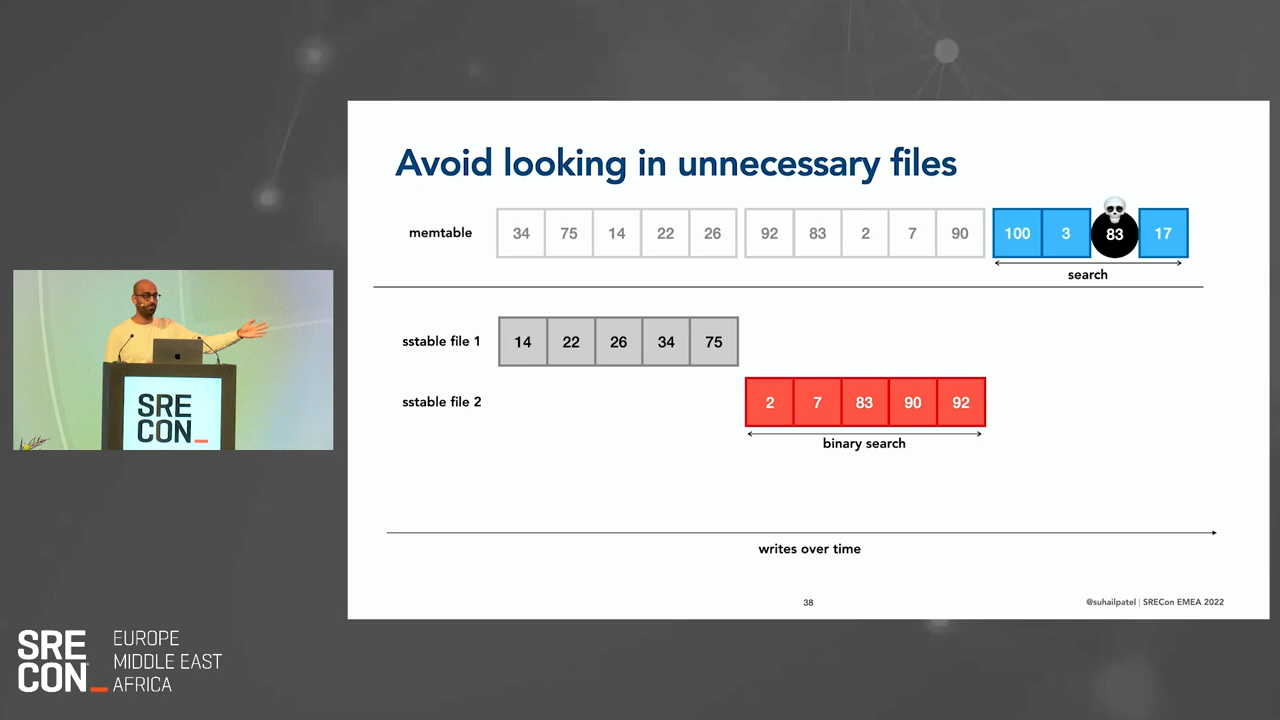 Avoid looking in unnecessary files
memtable 34 75 14 22 26 92 83 2 7 90 100 3 83 17
search
sstable file 1 14 22 26 34 75
sstable file 2 2 7 83 90 92
binary search
writes over time
38
@suhailpatel | SRECon EMEA 2022
SRE
CON_
SRE
CON_
EUROPE
MIDDLE EAST
AFRICA